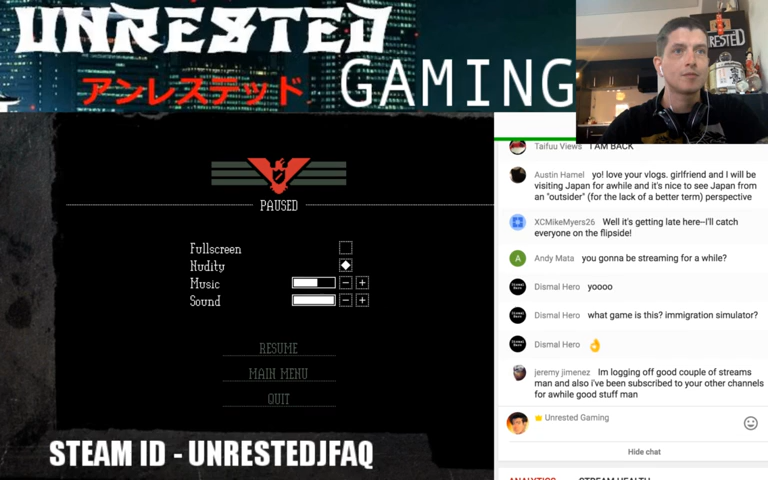 UNRESTED
アンレステッド
GAMING
RESTED
PAUSED
Fullscreen
Nudity
Music
Sound
RESUME
MAIN MENU
QUIT
STEAM ID - UNRESTEDJFAQ
Taifuu Views I AM BACK
Austin Hamel yo! love your vlogs. girlfriend and I will be
visiting Japan for awhile and it's nice to see Japan from
an "outsider" (for the lack of a better term) perspective
XCMikeMyers26 Well it's getting late here--I'll catch
everyone on the flipside!
A
Andy Mata you gonna be streaming for a while?
Dismal Hero yoooo
Dismal Hero what game is this? immigration simulator?
Dismal Hero 👌
jeremy jimenez Im logging off good couple of streams
man and also i've been subscribed to your other channels
for awhile good stuff man
Unrested Gaming
Hide chat
ANALYTICS STREAM HEALTH